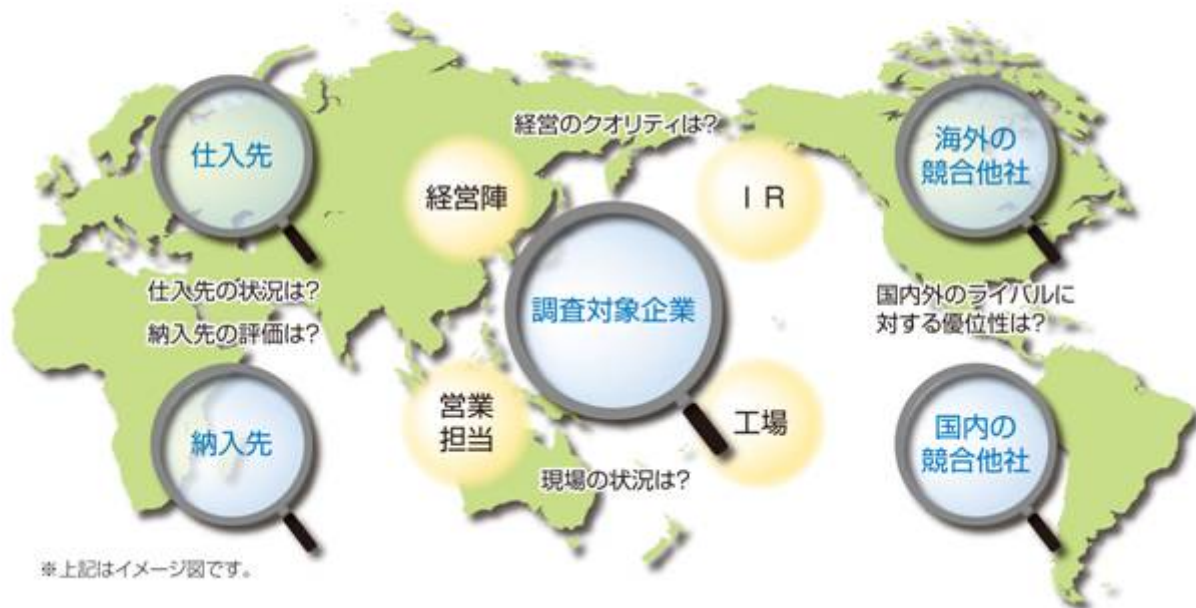 経営のクオリティは?
仕入先
海外の
競合他社
経営陣
ＩＲ
仕入先の状況は?
納入先の評価は?
調査対象企業
国内外のライバルに
対する優位性は?
営業
担当
工場
納入先
国内の
競合他社
現場の状況は?
※上記はイメージ図です。